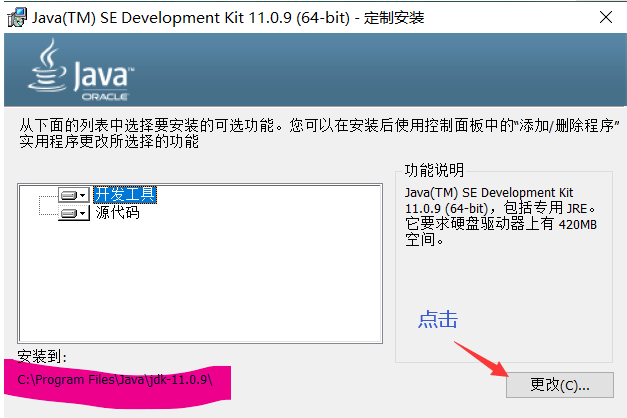 Java(TM) SE Development Kit 11.0.9 (64-bit) - 定制安装
Java™
ORACLE
从下面的列表中选择要安装的可选功能。您可以在安装后使用控制面板中的“添加/删除程序”
实用程序更改所选择的功能
开发工具
源代码
功能说明
Java(TM) SE Development Kit
11.0.9 (64-bit)，包括专用 JRE。
它要求硬盘驱动器上有 420MB
空间。
点击
安装到:
C:\Program Files\Java\jdk-11.0.9\
更改(C)...